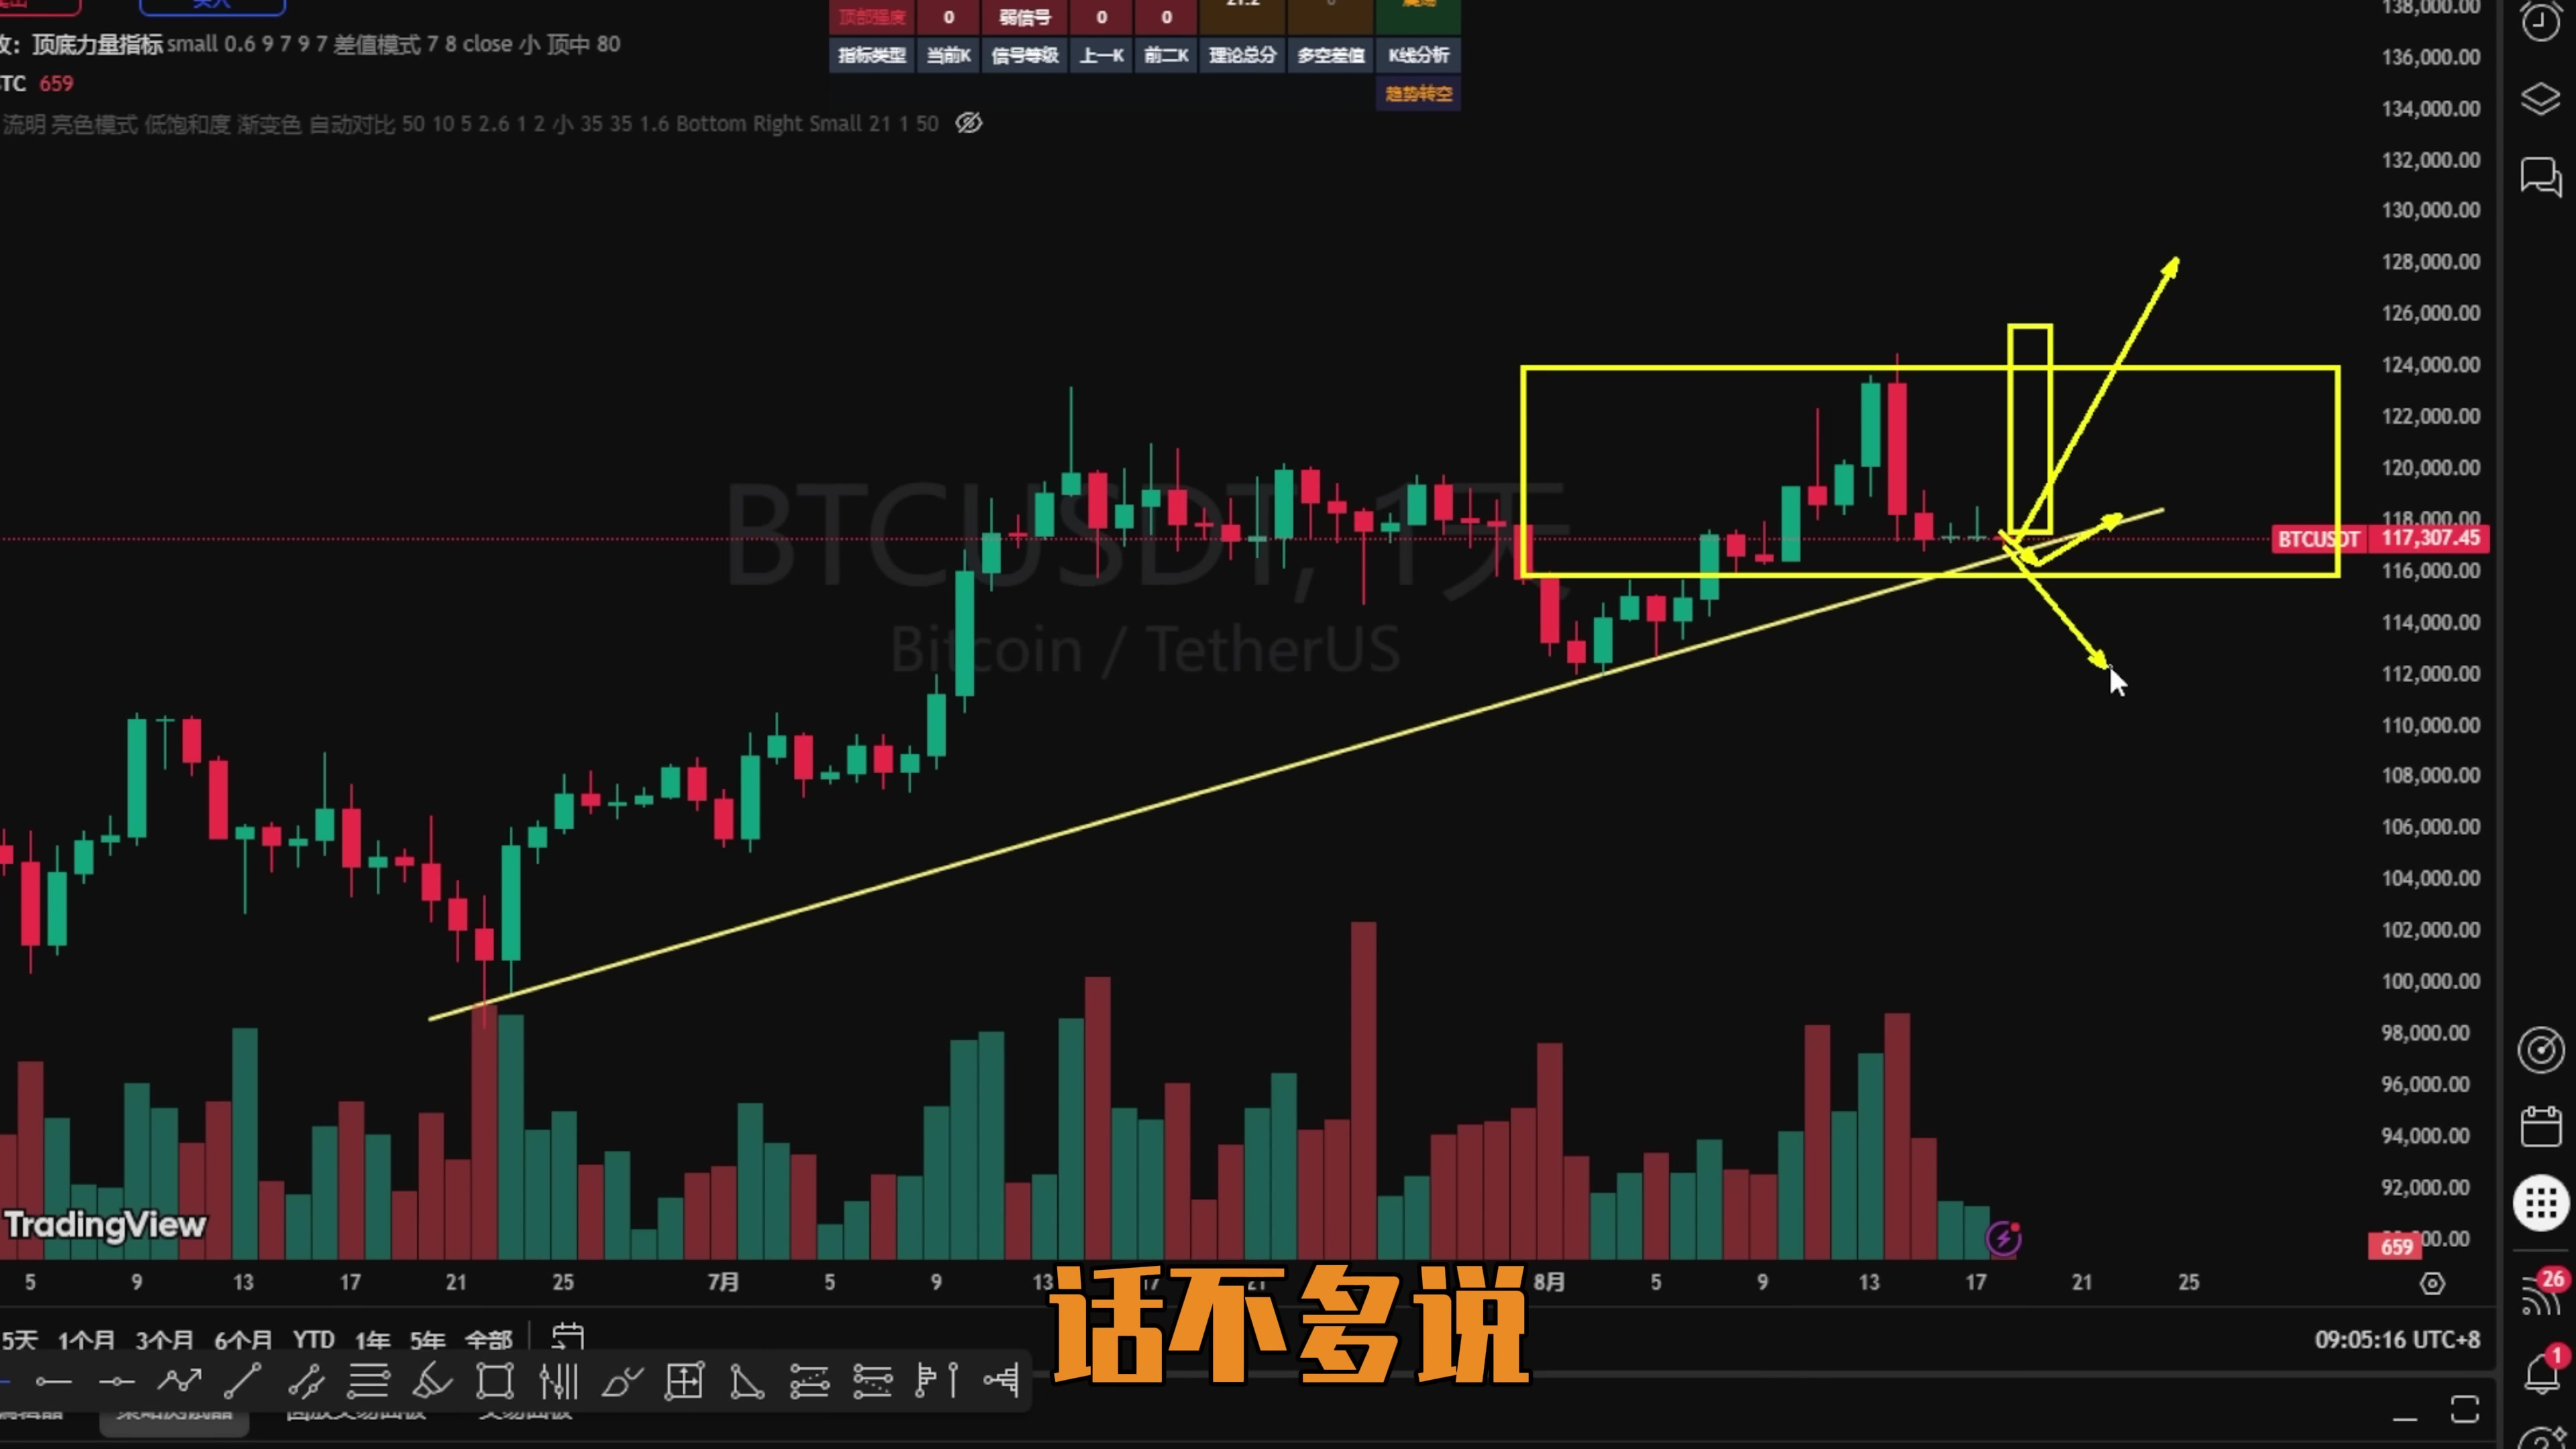 顶部强度 0 弱信号 0 0
指标类型 当前K 信号等级 上一K 前二K 理论总分 多空差值 K线分析
趋势转空
顶底力量指标 small 0.6 9 7 9 7 差值模式 7 8 close 小 顶中 80
TC 659
流明 亮色模式 低饱和度 渐变色 自动对比 50 10 5 2.6 1 2 小 35 35 1.6 Bottom Right Small 21 1 50
138,000.00
136,000.00
134,000.00
132,000.00
130,000.00
128,000.00
126,000.00
124,000.00
122,000.00
120,000.00
118,000.00
BTCUSDT 117,307.45
116,000.00
114,000.00
112,000.00
110,000.00
108,000.00
106,000.00
104,000.00
102,000.00
100,000.00
98,000.00
96,000.00
94,000.00
92,000.00
659 00.00
BTCUSDT, 1天
Bitcoin / TetherUS
TradingView
5 9 13 17 21 25 7月 5 9 13 17 21 8月 5 9 13 17 21 25
话不多说
5天 1个月 3个月 6个月 YTD 1年 5年 全部
09:05:16 UTC+8
26
1